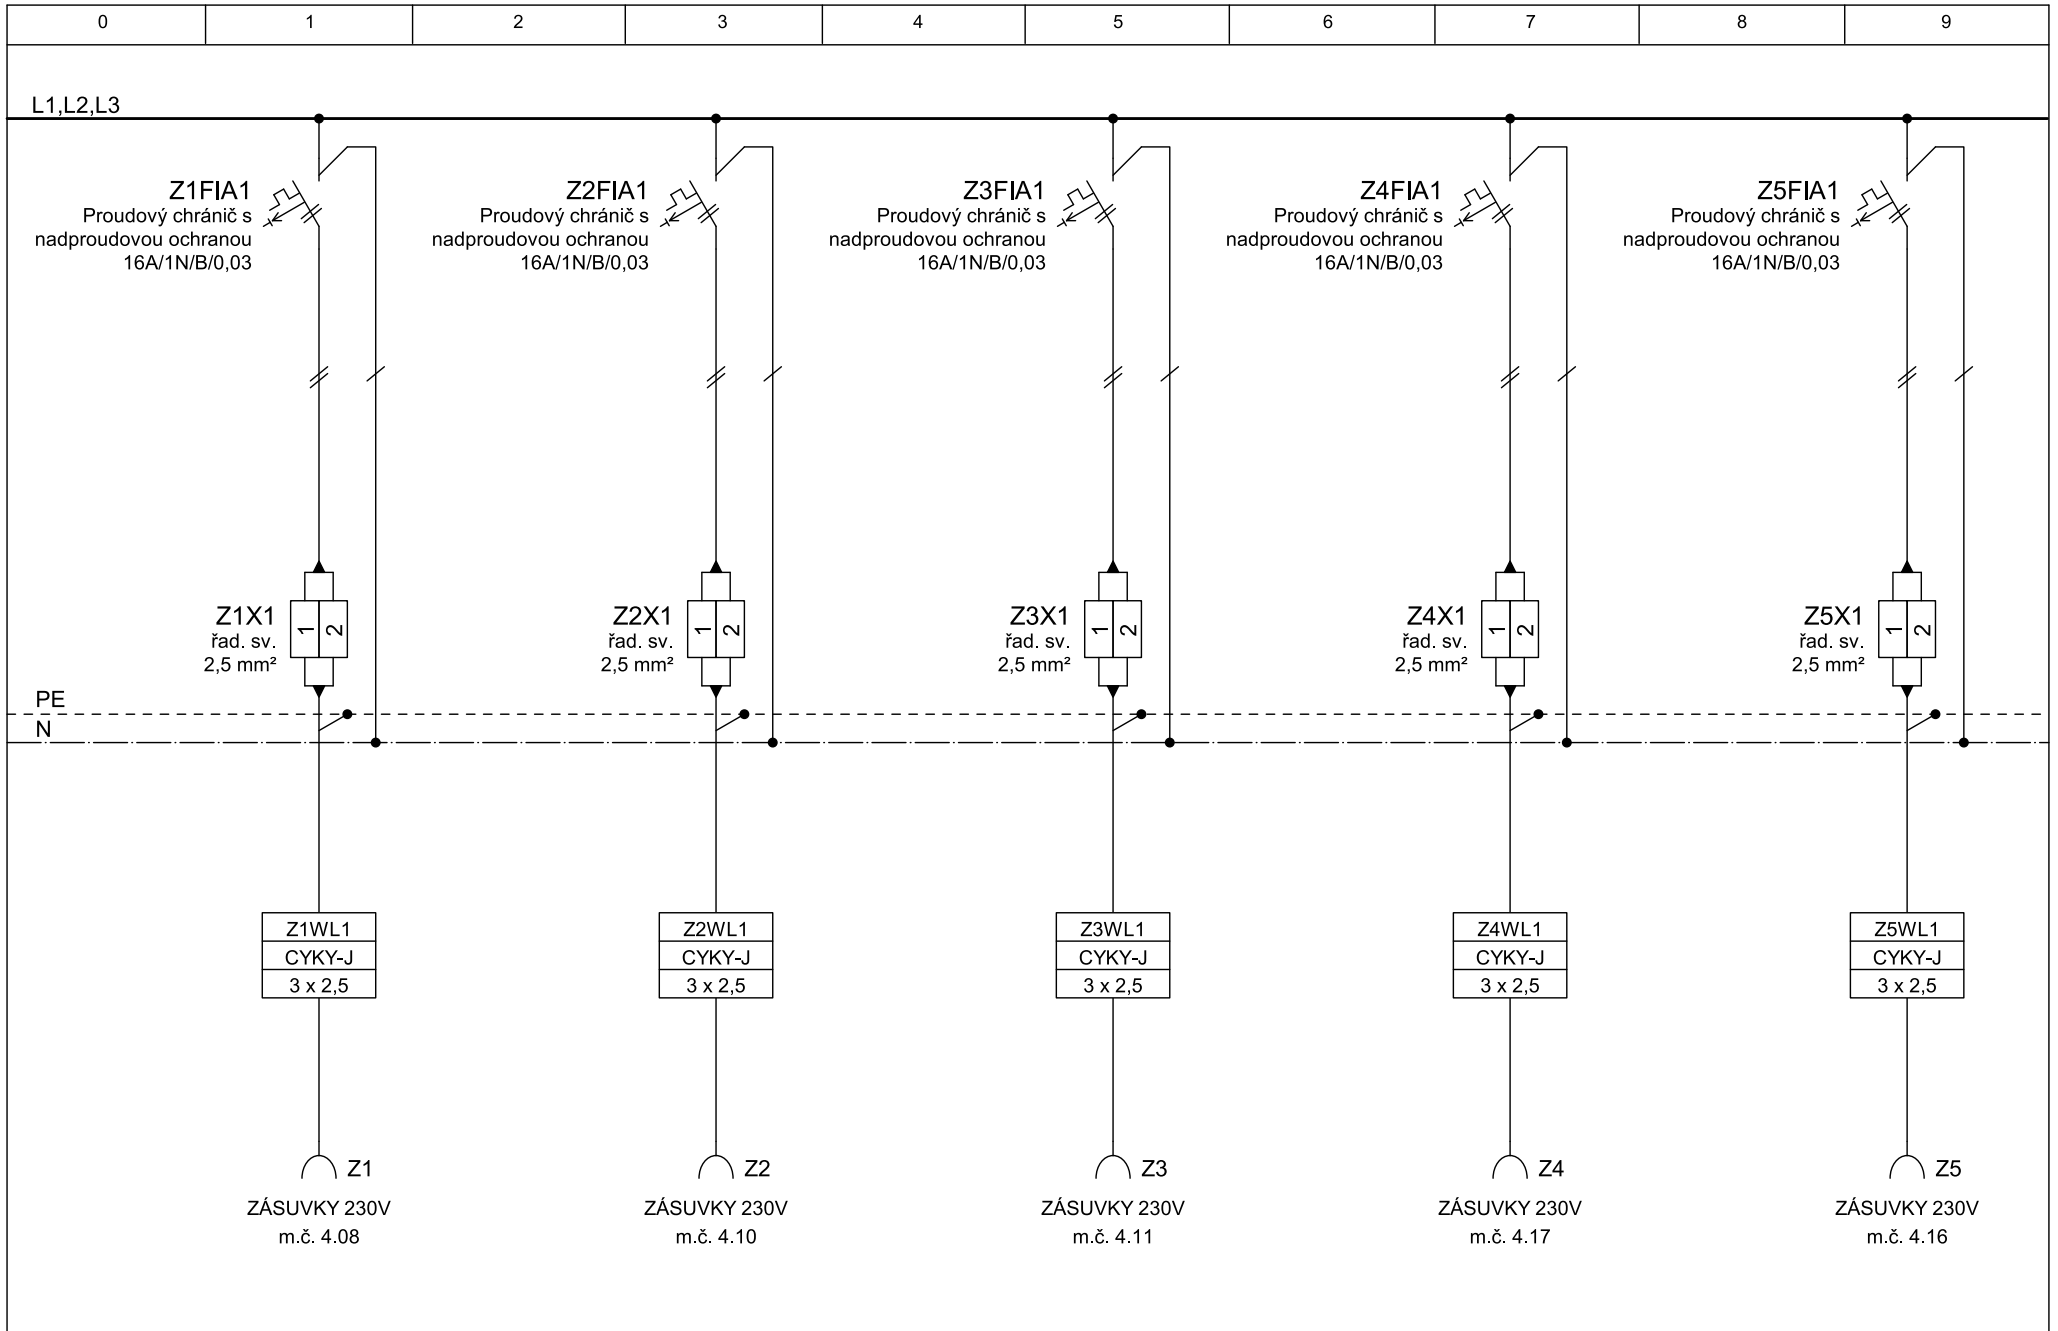 0 1 2 3 4 5 6 7 8 9
L1,L2,L3
Z1FIA1
Proudový chránič s
nadproudovou ochranou
16A/1N/B/0,03
Z2FIA1
Proudový chránič s
nadproudovou ochranou
16A/1N/B/0,03
Z3FIA1
Proudový chránič s
nadproudovou ochranou
16A/1N/B/0,03
Z4FIA1
Proudový chránič s
nadproudovou ochranou
16A/1N/B/0,03
Z5FIA1
Proudový chránič s
nadproudovou ochranou
16A/1N/B/0,03
Z1X1
řad. sv.
2,5 mm²
1 2
Z2X1
řad. sv.
2,5 mm²
1 2
Z3X1
řad. sv.
2,5 mm²
1 2
Z4X1
řad. sv.
2,5 mm²
1 2
Z5X1
řad. sv.
2,5 mm²
1 2
PE
N
Z1WL1
CYKY-J
3 x 2,5
Z2WL1
CYKY-J
3 x 2,5
Z3WL1
CYKY-J
3 x 2,5
Z4WL1
CYKY-J
3 x 2,5
Z5WL1
CYKY-J
3 x 2,5
Z1
ZÁSUVKY 230V
m.č. 4.08
Z2
ZÁSUVKY 230V
m.č. 4.10
Z3
ZÁSUVKY 230V
m.č. 4.11
Z4
ZÁSUVKY 230V
m.č. 4.17
Z5
ZÁSUVKY 230V
m.č. 4.16